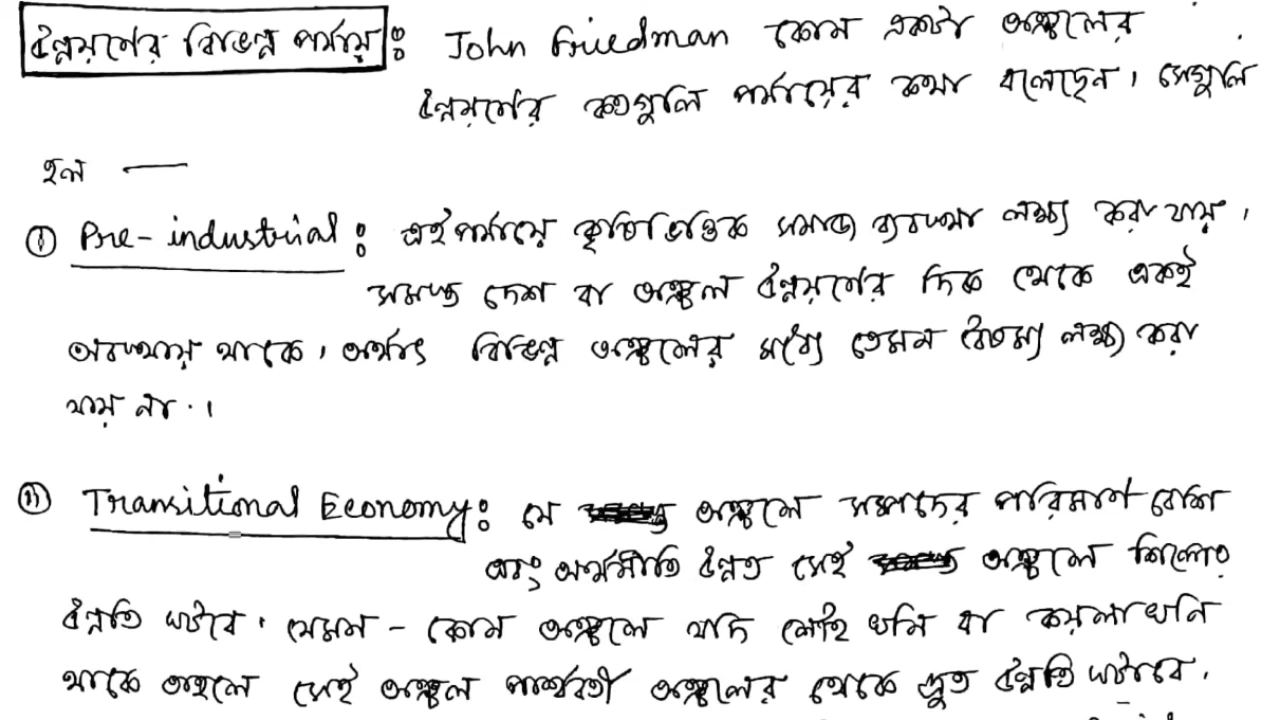 উন্নয়নের বিভিন্ন পর্যায় : John Friedman কোন একটা অঞ্চলের
উন্নয়নের কতগুলি পর্যায়ের কথা বলেছেন। সেগুলি
হল —
(i) Pre-industrial : এই পর্যায়ে কৃষিভিত্তিক সমাজ ব্যবস্থা লক্ষ্য করা যায়।
সমস্ত দেশ বা অঞ্চল উন্নয়নের দিক থেকে একই
অবস্থায় থাকে। অর্থাৎ বিভিন্ন অঞ্চলের মধ্যে তেমন বৈষম্য লক্ষ্য করা
যায় না।
(ii) Transitional Economy : যে অঞ্চলে সম্পদের পরিমাণ বেশি
এবং অর্থনীতি উন্নত সেই অঞ্চলে শিল্পের
উন্নতি ঘটবে। যেমন - কোন অঞ্চলে যদি লোহ খনি বা কয়লা খনি
থাকে তাহলে সেই অঞ্চল পার্শ্ববর্তী অঞ্চলের থেকে দ্রুত উন্নতি ঘটাবে।